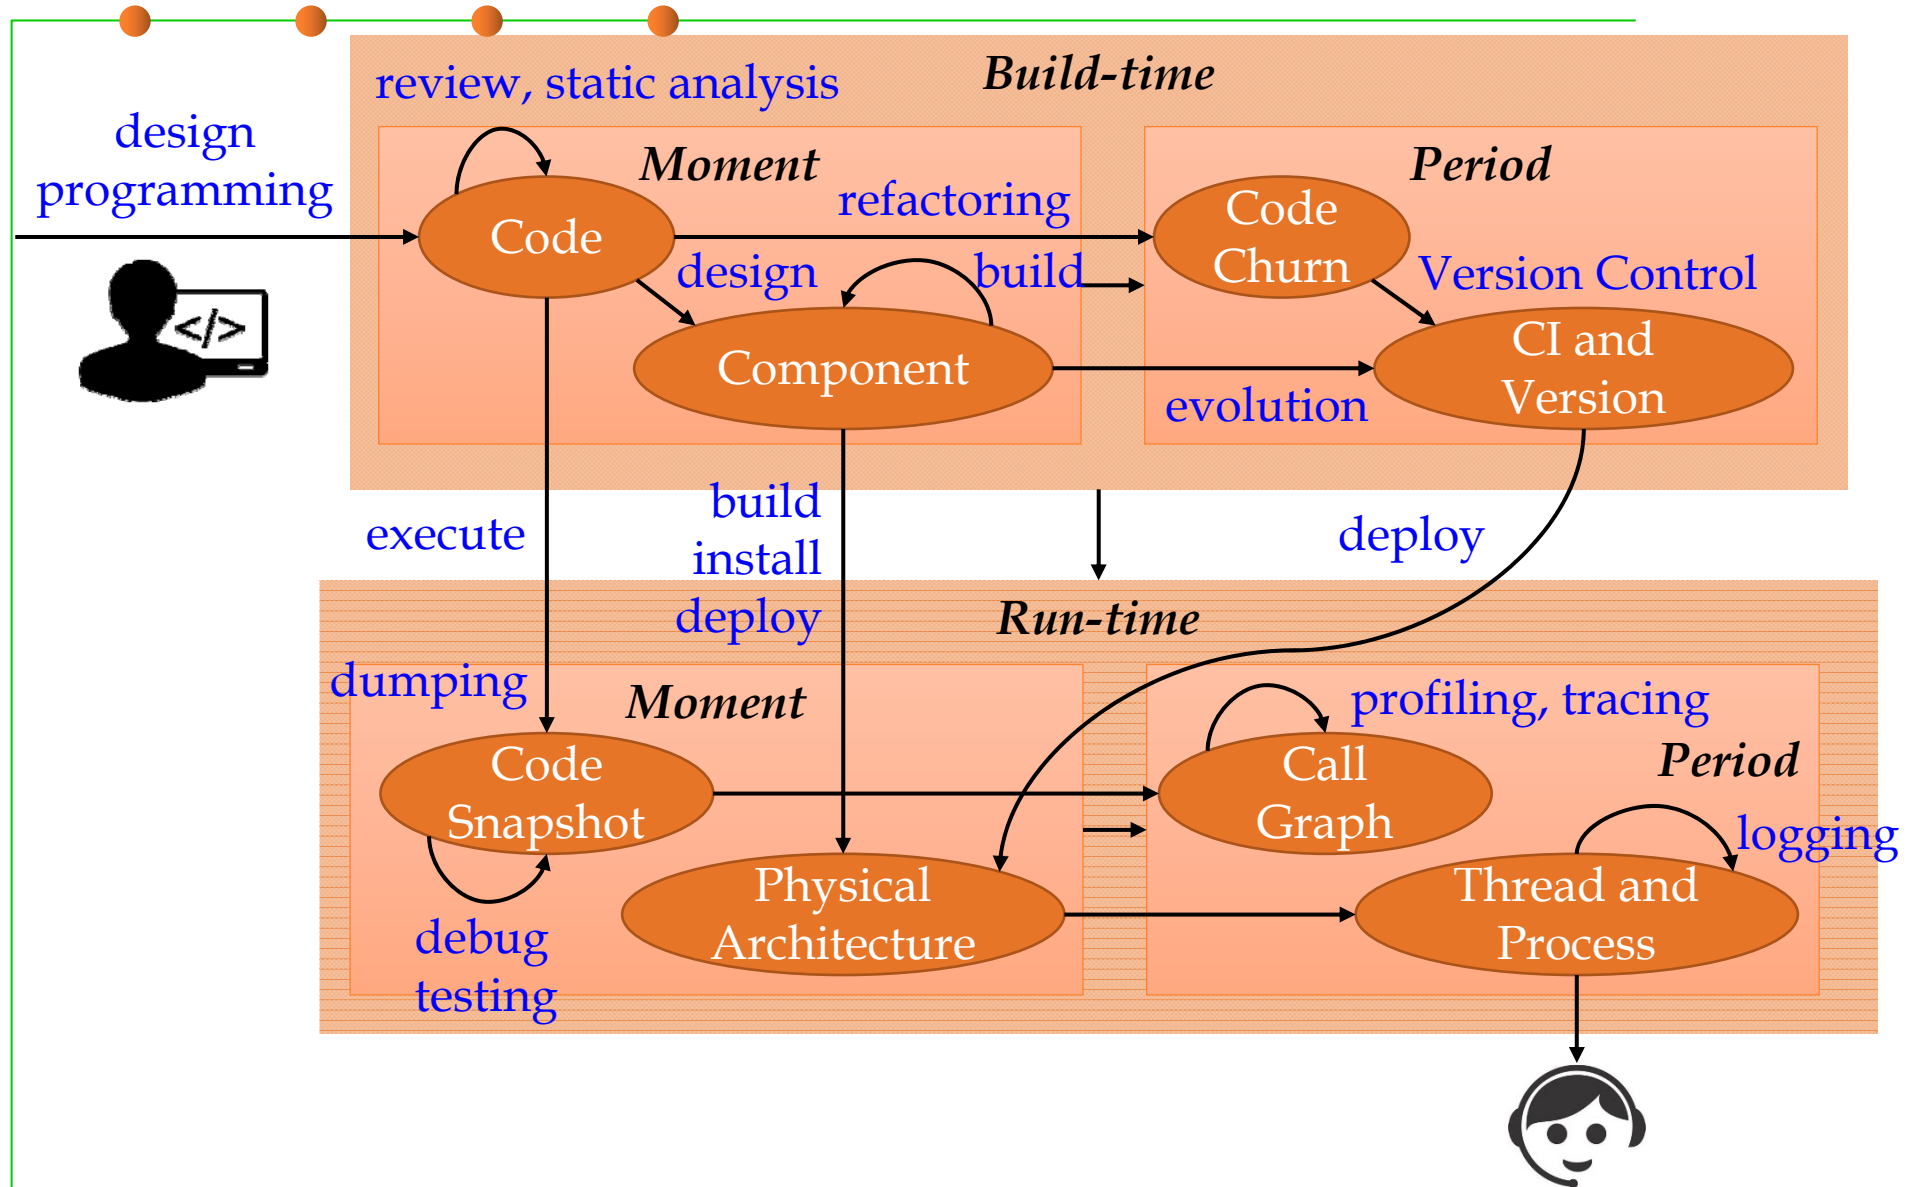 Build-time
review, static analysis
design
programming
Moment
Period
refactoring
Code
Code
Churn
design
build
Version Control
Component
CI and
Version
evolution
</>
execute
build
install
deploy
deploy
Run-time
dumping
Moment
profiling, tracing
Period
Code
Snapshot
Call
Graph
logging
Physical
Architecture
Thread and
Process
debug
testing